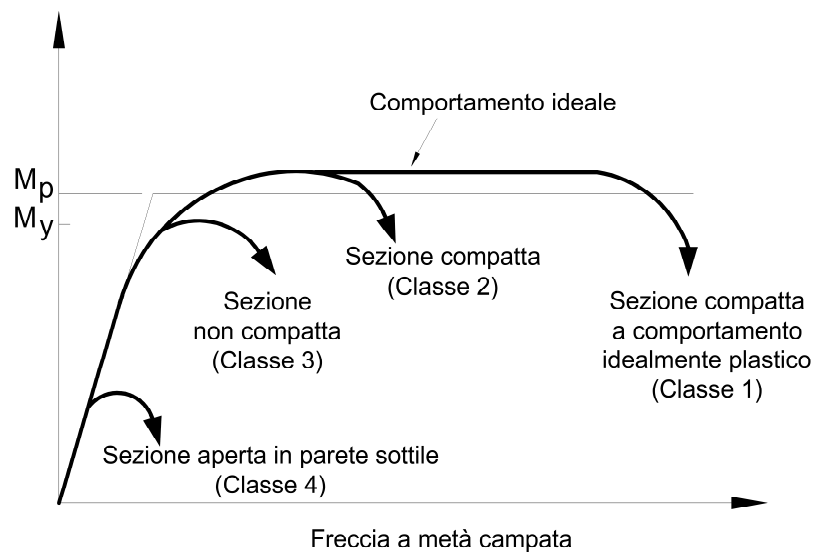 Comportamento ideale
Mp
My
Sezione compatta
(Classe 2)
Sezione
non compatta
(Classe 3)
Sezione compatta
a comportamento
idealmente plastico
(Classe 1)
Sezione aperta in parete sottile
(Classe 4)
Freccia a metà campata